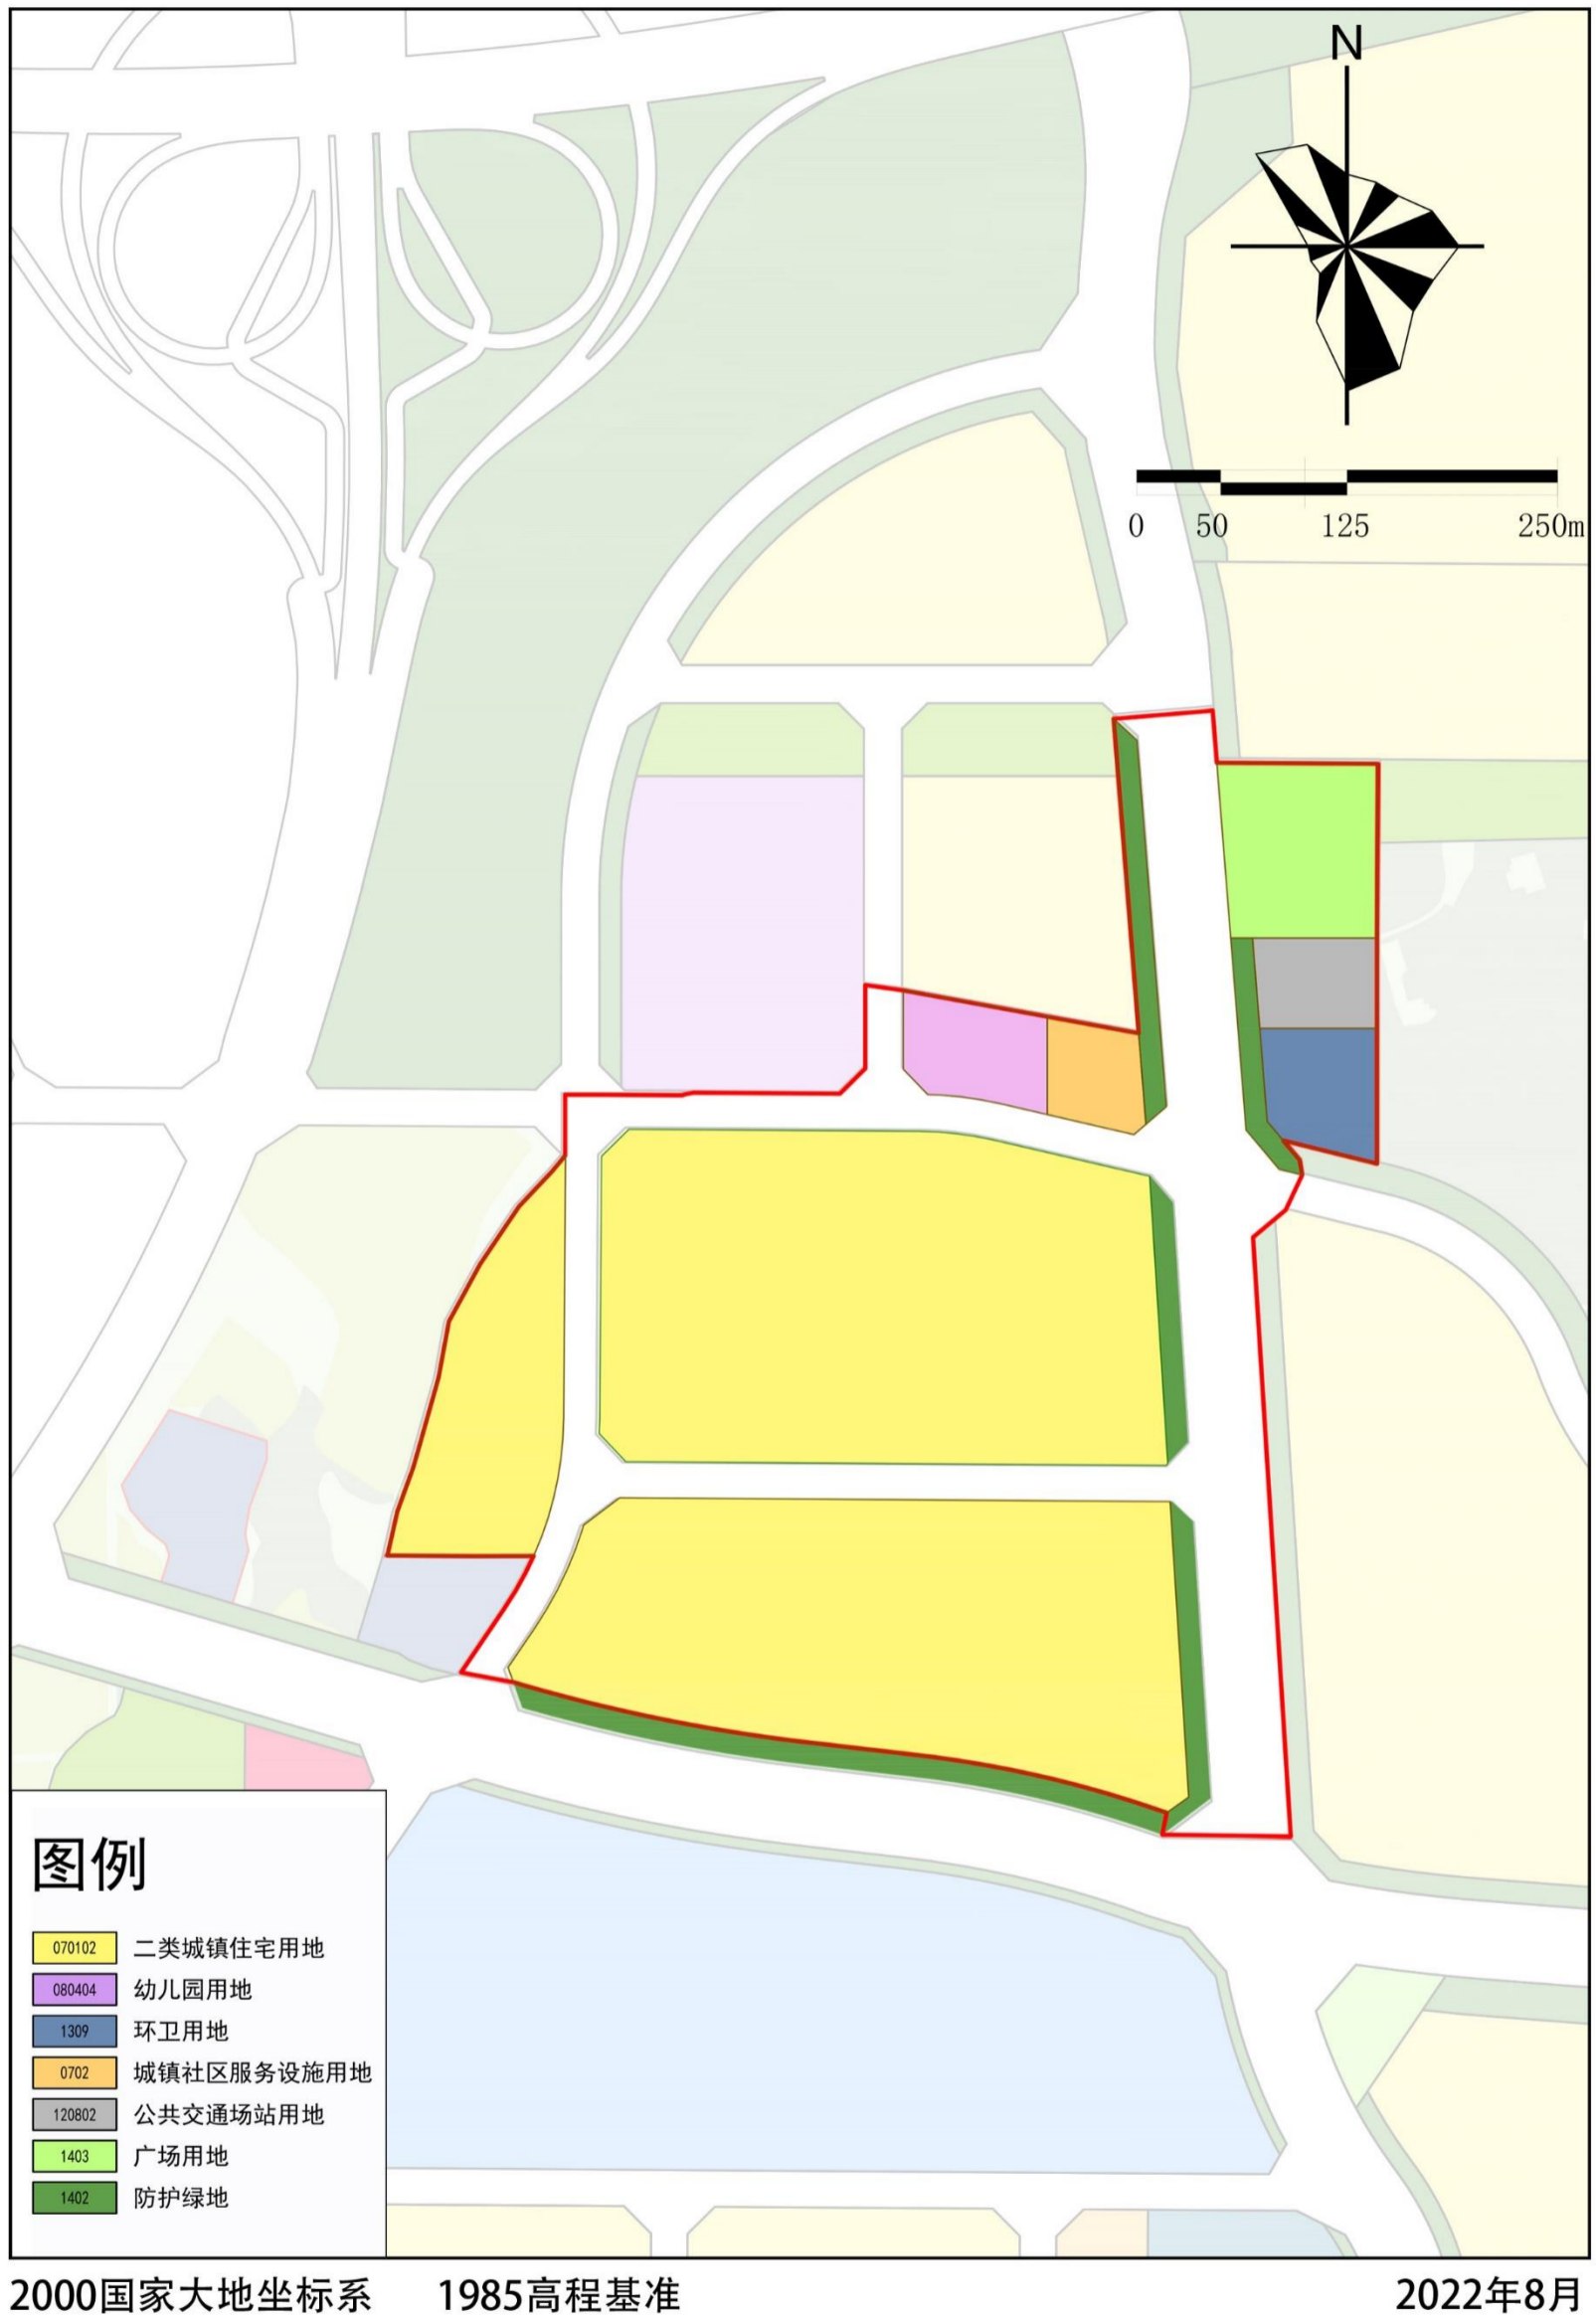 N
0 50 125 250m
图例
070102 二类城镇住宅用地
080404 幼儿园用地
1309 环卫用地
0702 城镇社区服务设施用地
120802 公共交通场站用地
1403 广场用地
1402 防护绿地
2000国家大地坐标系 1985高程基准 2022年8月